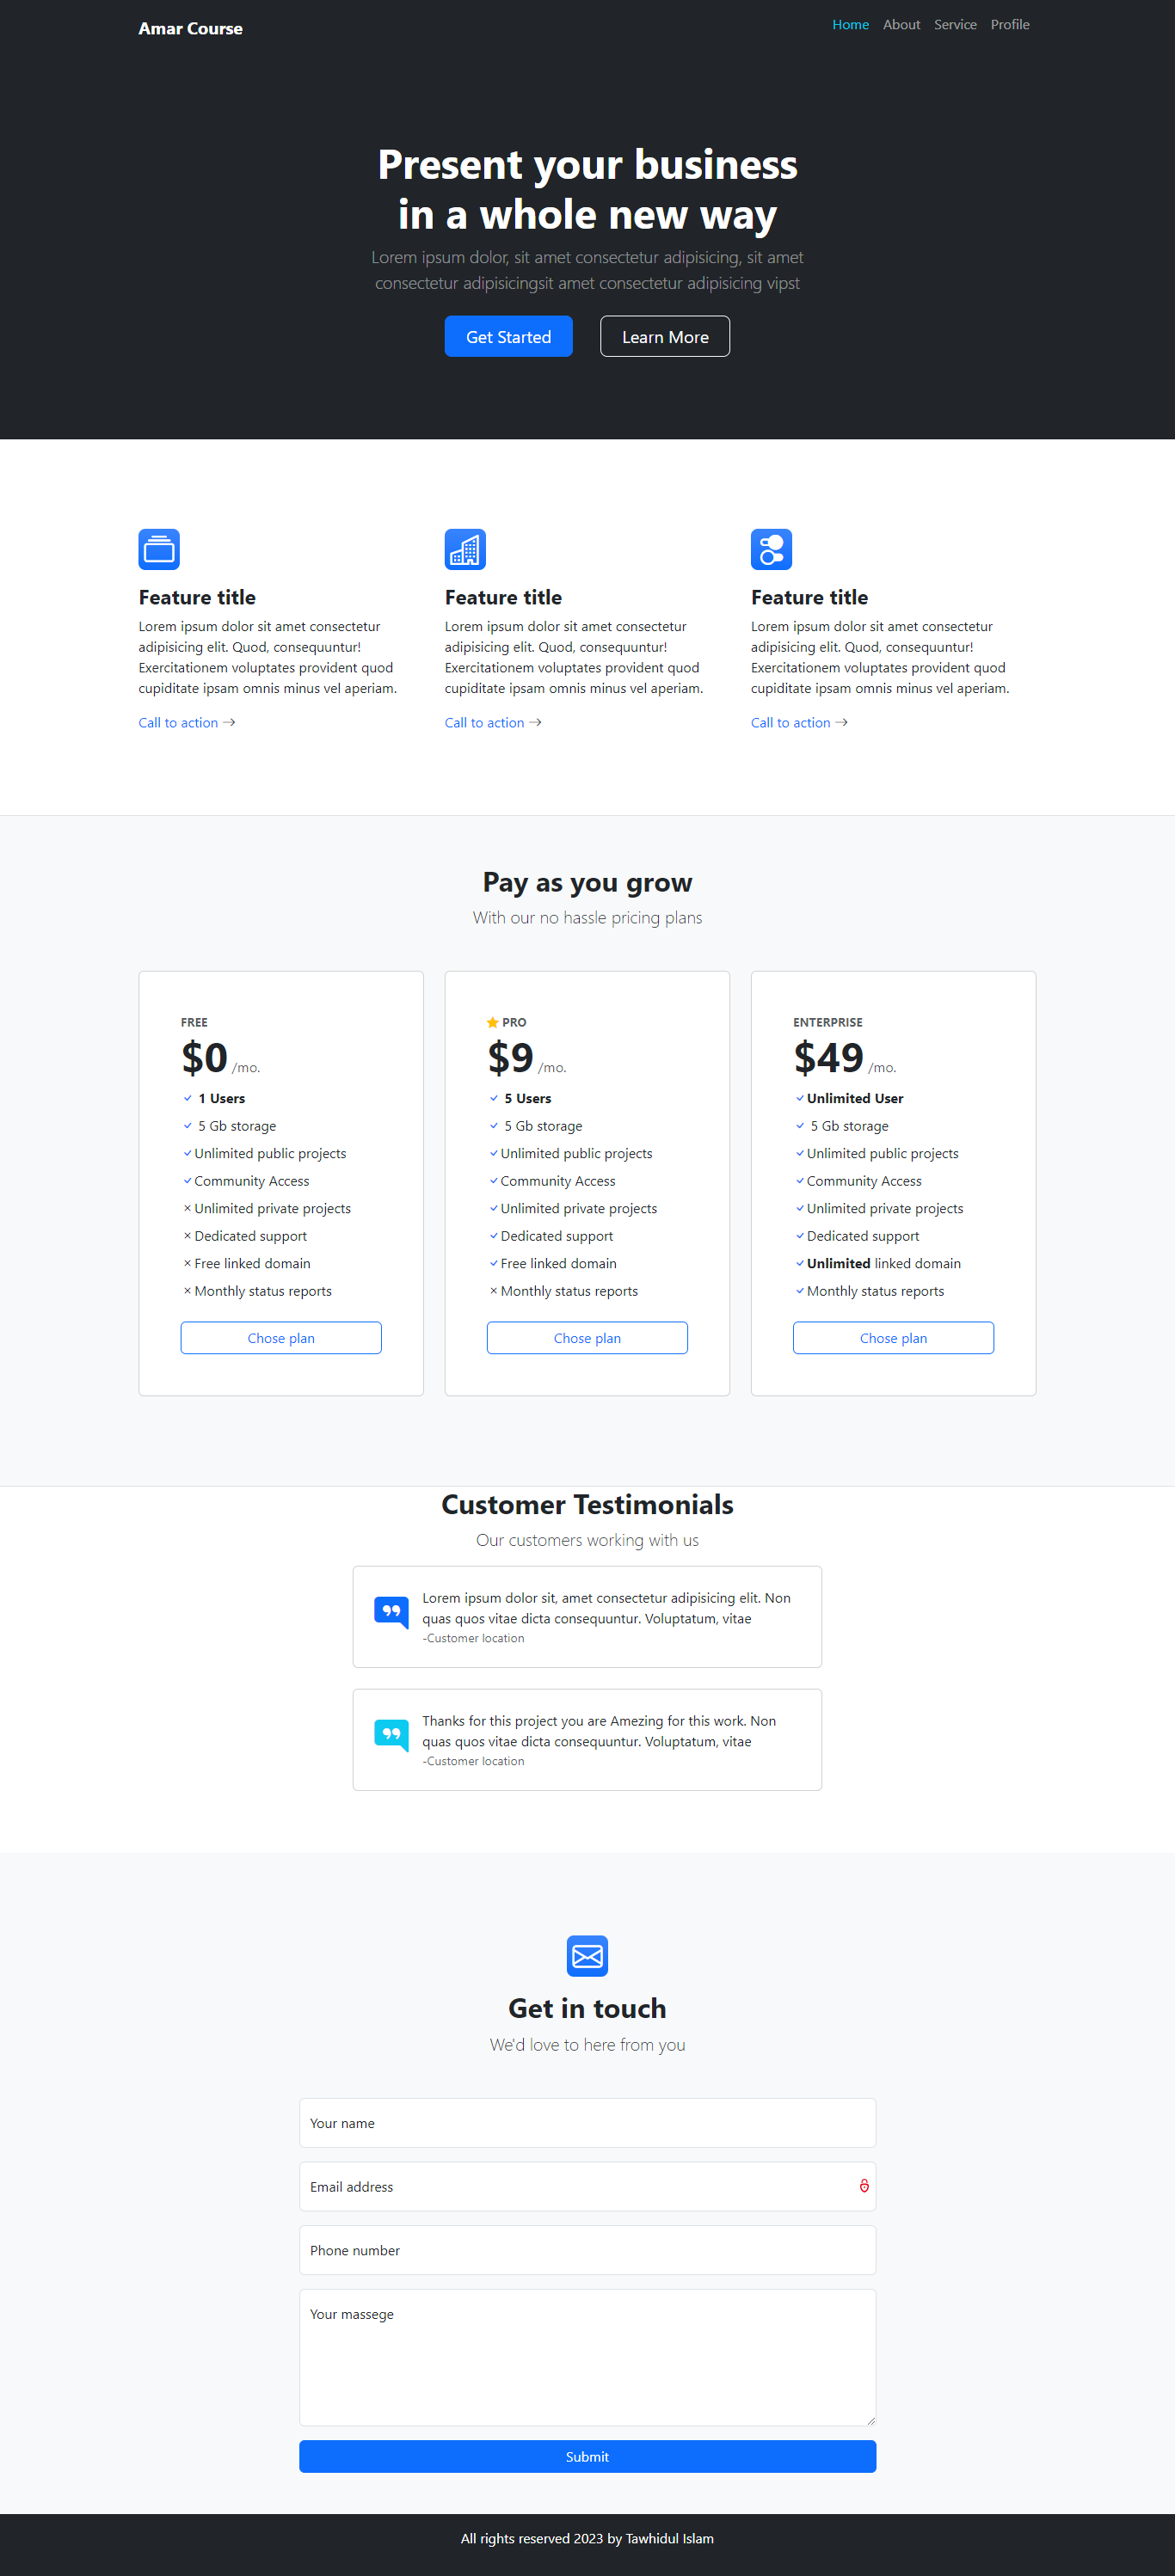 Amar Course
Home About Service Profile
Present your business
in a whole new way
Lorem ipsum dolor, sit amet consectetur adipisicing, sit amet
consectetur adipisicingsit amet consectetur adipisicing vipst
Get Started
Learn More
Feature title
Lorem ipsum dolor sit amet consectetur
adipisicing elit. Quod, consequuntur!
Exercitationem voluptates provident quod
cupiditate ipsam omnis minus vel aperiam.
Call to action
Feature title
Lorem ipsum dolor sit amet consectetur
adipisicing elit. Quod, consequuntur!
Exercitationem voluptates provident quod
cupiditate ipsam omnis minus vel aperiam.
Call to action
Feature title
Lorem ipsum dolor sit amet consectetur
adipisicing elit. Quod, consequuntur!
Exercitationem voluptates provident quod
cupiditate ipsam omnis minus vel aperiam.
Call to action
Pay as you grow
With our no hassle pricing plans
FREE
$0 /mo.
1 Users
5 Gb storage
Unlimited public projects
Community Access
Unlimited private projects
Dedicated support
Free linked domain
Monthly status reports
Chose plan
PRO
$9 /mo.
5 Users
5 Gb storage
Unlimited public projects
Community Access
Unlimited private projects
Dedicated support
Free linked domain
Monthly status reports
Chose plan
ENTERPRISE
$49 /mo.
Unlimited User
5 Gb storage
Unlimited public projects
Community Access
Unlimited private projects
Dedicated support
Unlimited linked domain
Monthly status reports
Chose plan
Customer Testimonials
Our customers working with us
Lorem ipsum dolor sit, amet consectetur adipisicing elit. Non
quas quos vitae dicta consequuntur. Voluptatum, vitae
-Customer location
Thanks for this project you are Amezing for this work. Non
quas quos vitae dicta consequuntur. Voluptatum, vitae
-Customer location
Get in touch
We'd love to here from you
Your name
Email address
Phone number
Your massege
Submit
All rights reserved 2023 by Tawhidul Islam